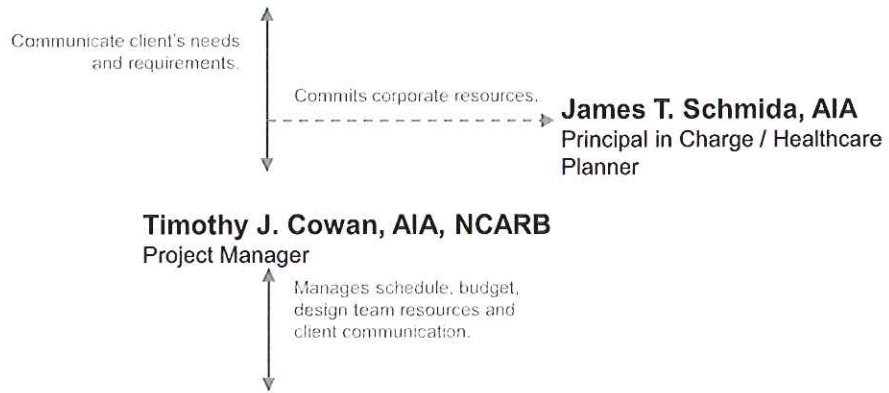 Communicate client's needs
and requirements.
Commits corporate resources.
James T. Schmida, AIA
Principal in Charge / Healthcare
Planner
Timothy J. Cowan, AIA, NCARB
Project Manager
Manages schedule, budget,
design team resources and
client communication.